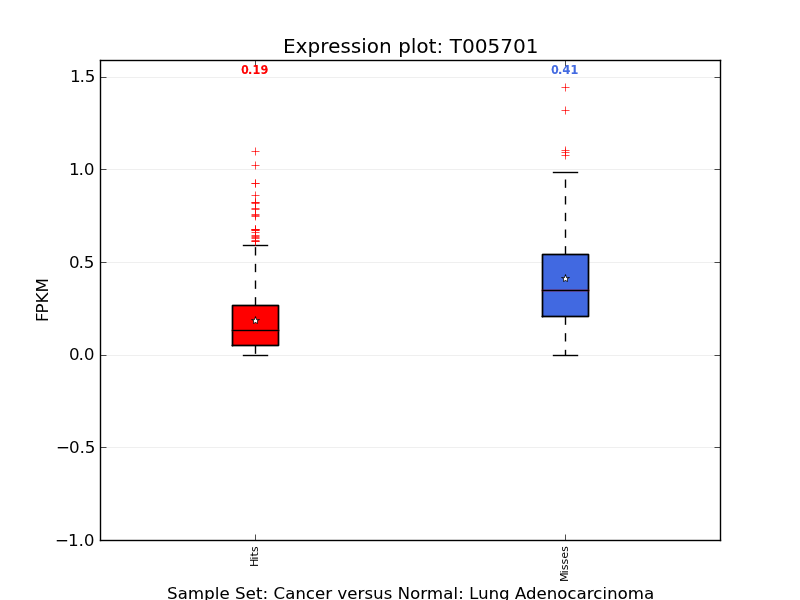 Expression plot: T005701
0.19
0.41
1.5
1.0
0.5
0.0
−0.5
−1.0
FPKM
Hits
Misses
Sample Set: Cancer versus Normal: Lung Adenocarcinoma